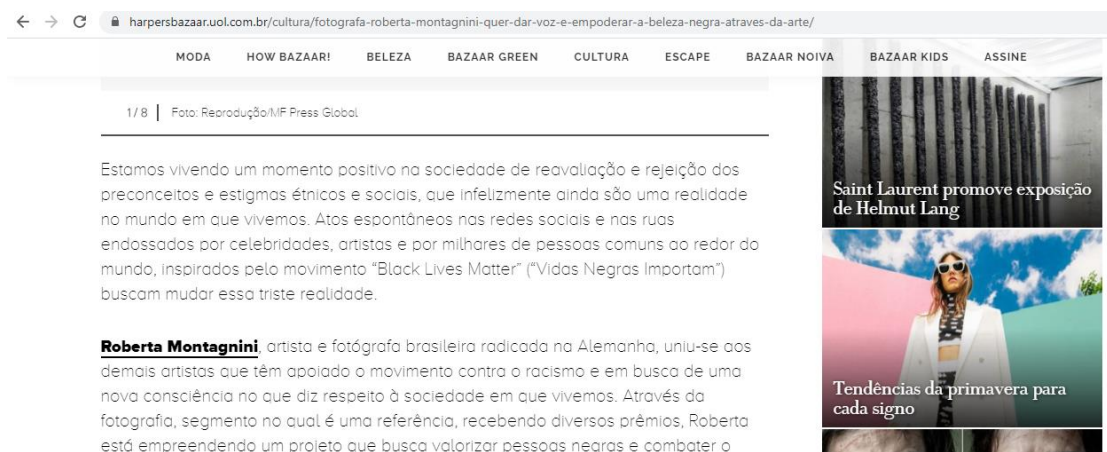 harpersbazaar.uol.com.br/cultura/fotografa-roberta-montagnini-quer-dar-voz-e-empoderar-a-beleza-negra-atraves-da-arte/
MODA HOW BAZAAR! BELEZA BAZAAR GREEN CULTURA ESCAPE BAZAAR NOIVA BAZAAR KIDS ASSINE
1/ 8 | Foto: Reprodução/MF Press Global
Estamos vivendo um momento positivo na sociedade de reavaliação e rejeição dos
preconceitos e estigmas étnicos e sociais, que infelizmente ainda são uma realidade
no mundo em que vivemos. Atos espontâneos nas redes sociais e nas ruas
endossados por celebridades, artistas e por milhares de pessoas comuns ao redor do
mundo, inspirados pelo movimento “Black Lives Matter” (“Vidas Negras Importam”)
buscam mudar essa triste realidade.
Roberta Montagnini, artista e fotógrafa brasileira radicada na Alemanha, uniu-se aos
demais artistas que têm apoiado o movimento contra o racismo e em busca de uma
nova consciência no que diz respeito à sociedade em que vivemos. Através da
fotografia, segmento no qual é uma referência, recebendo diversos prêmios, Roberta
está empreendendo um projeto que busca valorizar pessoas negras e combater o
Saint Laurent promove exposição
de Helmut Lang
Tendências da primavera para
cada signo